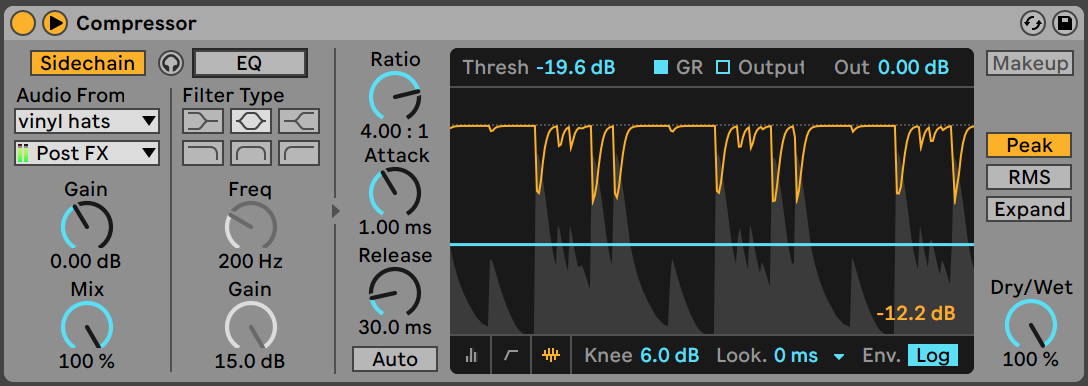 Compressor
Sidechain
EQ
Audio From
vinyl hats
Post FX
Gain
0.00 dB
Mix
100 %
Filter Type
Freq
200 Hz
Gain
15.0 dB
Ratio
4.00 : 1
Attack
1.00 ms
Release
30.0 ms
Auto
Thresh -19.6 dB GR Output Out 0.00 dB
-12.2 dB
Knee 6.0 dB Look. 0 ms Env. Log
Makeup
Peak
RMS
Expand
Dry/Wet
100 %